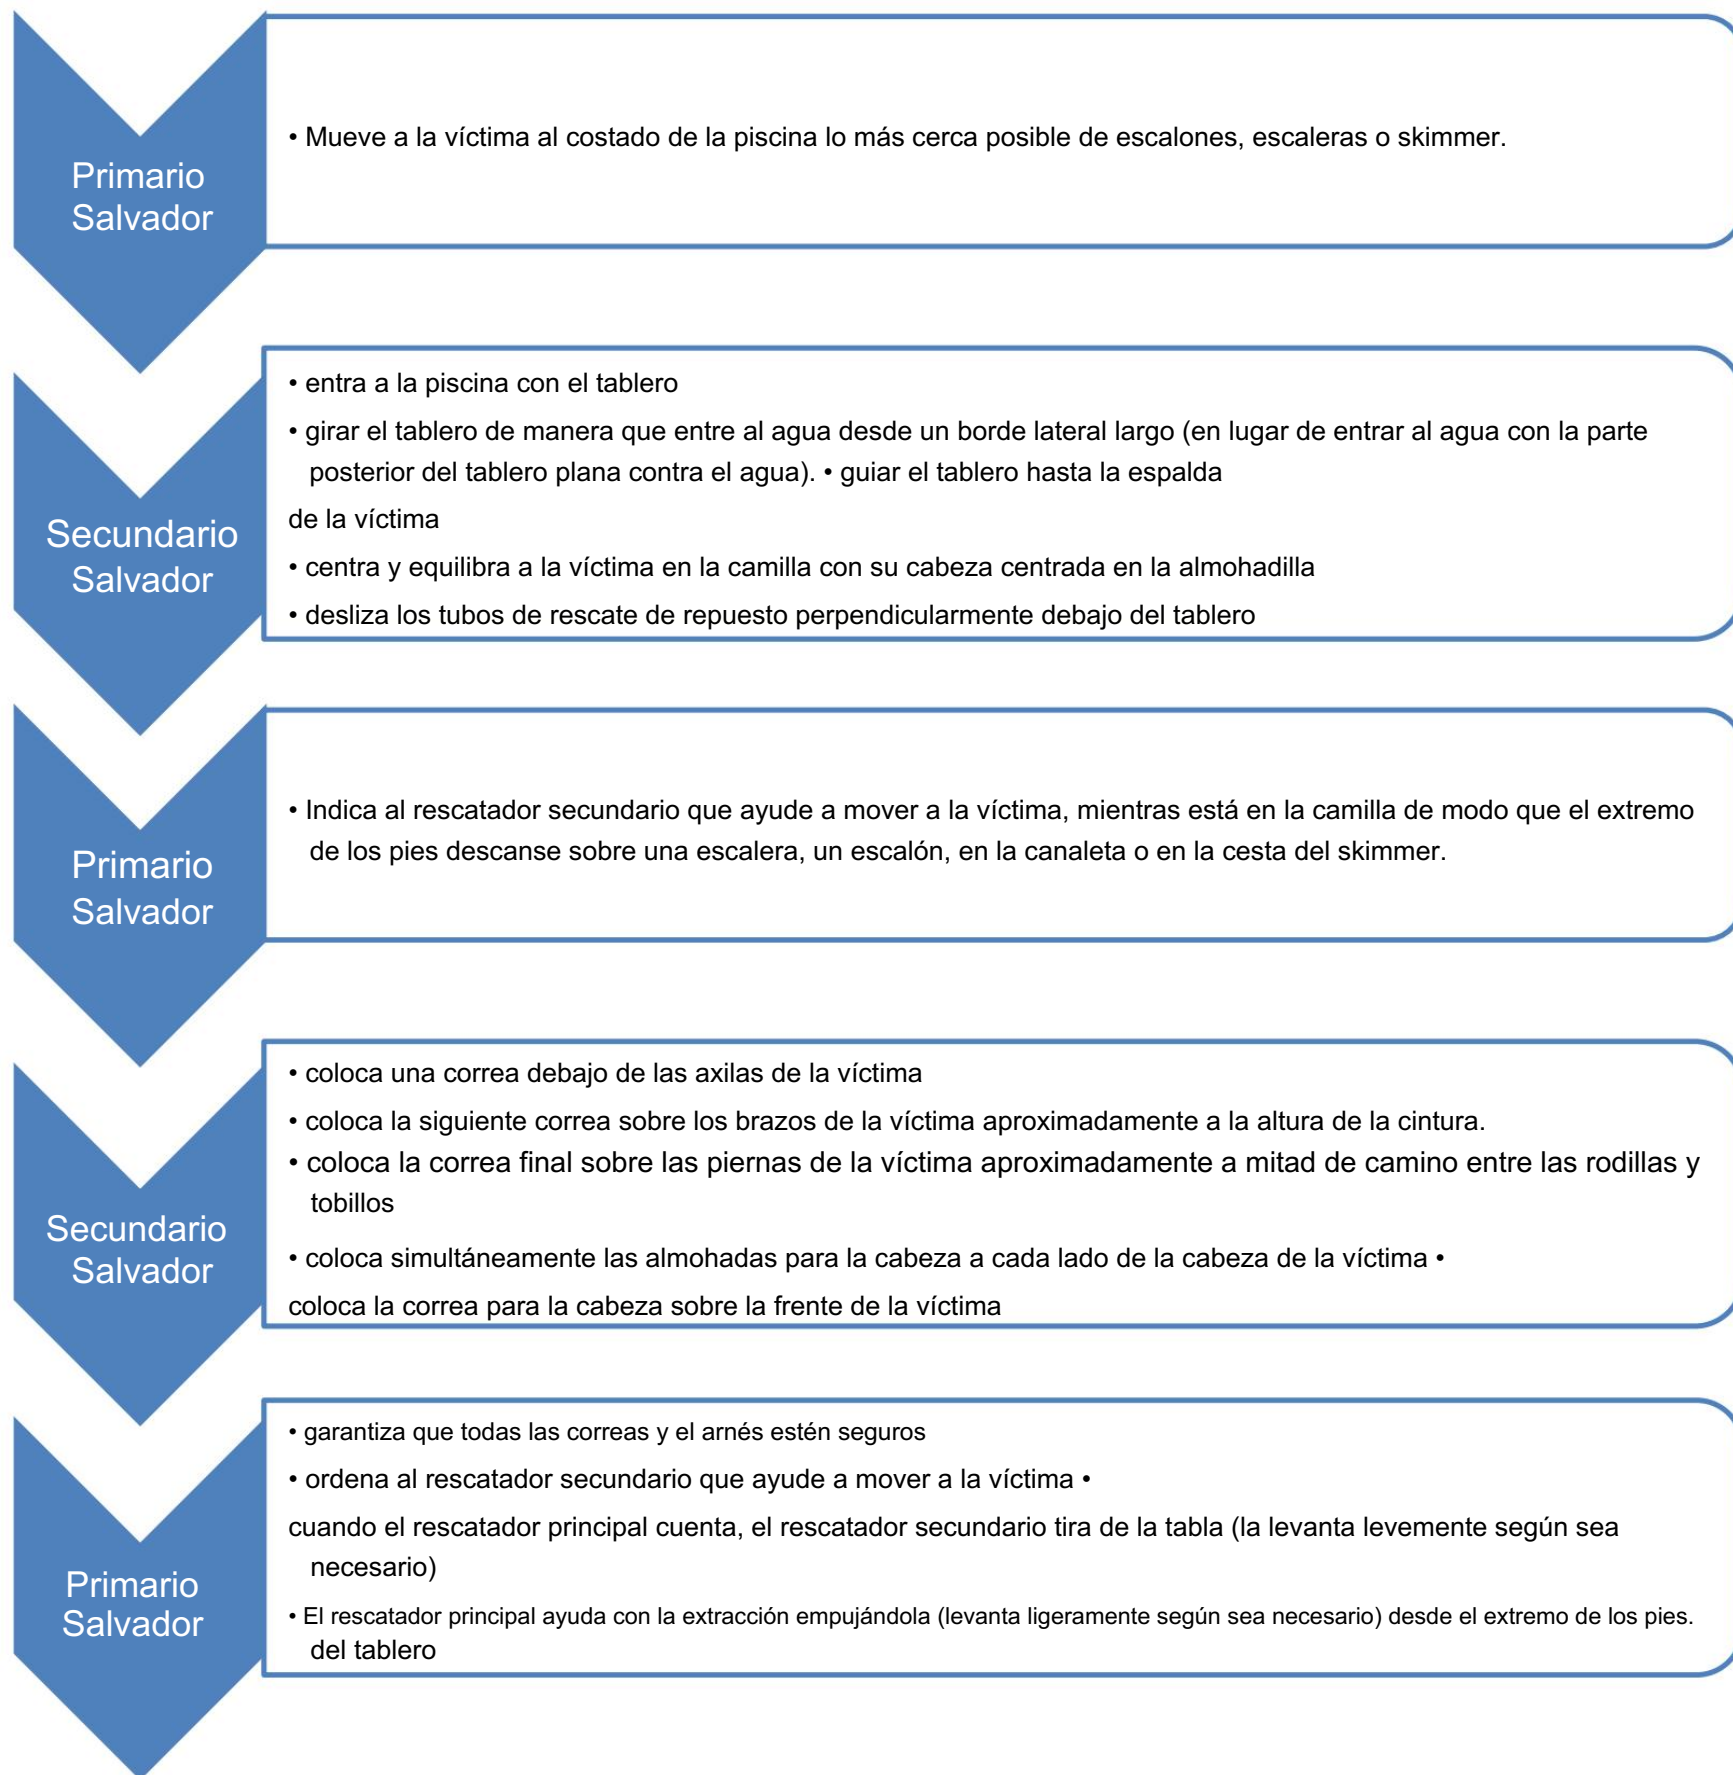 Primario
Salvador
• Mueve a la víctima al costado de la piscina lo más cerca posible de escalones, escaleras o skimmer.
Secundario
Salvador
• entra a la piscina con el tablero
• girar el tablero de manera que entre al agua desde un borde lateral largo (en lugar de entrar al agua con la parte
posterior del tablero plana contra el agua). • guiar el tablero hasta la espalda
de la víctima
• centra y equilibra a la víctima en la camilla con su cabeza centrada en la almohadilla
• desliza los tubos de rescate de repuesto perpendicularmente debajo del tablero
Primario
Salvador
• Indica al rescatador secundario que ayude a mover a la víctima, mientras está en la camilla de modo que el extremo
de los pies descanse sobre una escalera, un escalón, en la canaleta o en la cesta del skimmer.
Secundario
Salvador
• coloca una correa debajo de las axilas de la víctima
• coloca la siguiente correa sobre los brazos de la víctima aproximadamente a la altura de la cintura.
• coloca la correa final sobre las piernas de la víctima aproximadamente a mitad de camino entre las rodillas y
tobillos
• coloca simultáneamente las almohadas para la cabeza a cada lado de la cabeza de la víctima •
coloca la correa para la cabeza sobre la frente de la víctima
Primario
Salvador
• garantiza que todas las correas y el arnés estén seguros
• ordena al rescatador secundario que ayude a mover a la víctima •
cuando el rescatador principal cuenta, el rescatador secundario tira de la tabla (la levanta levemente según sea
necesario)
• El rescatador principal ayuda con la extracción empujándola (levanta ligeramente según sea necesario) desde el extremo de los pies.
del tablero